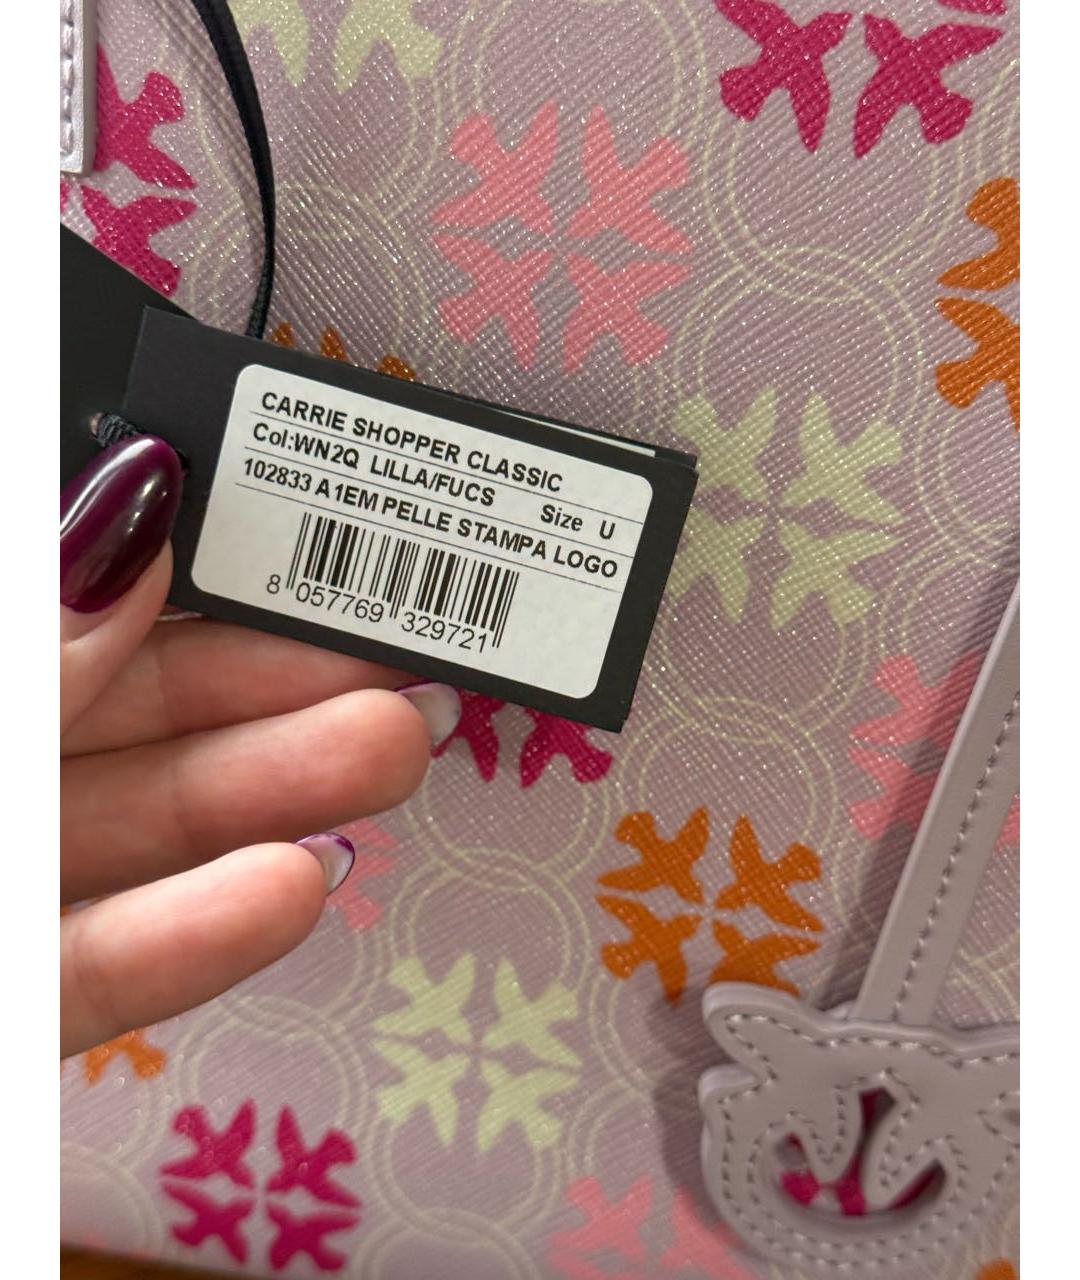 CARRIE SHOPPER CLASSIC
Col:WN2Q LILLA/FUCS Size U
102833 A1EM PELLE STAMPA LOGO
8 057769 329721